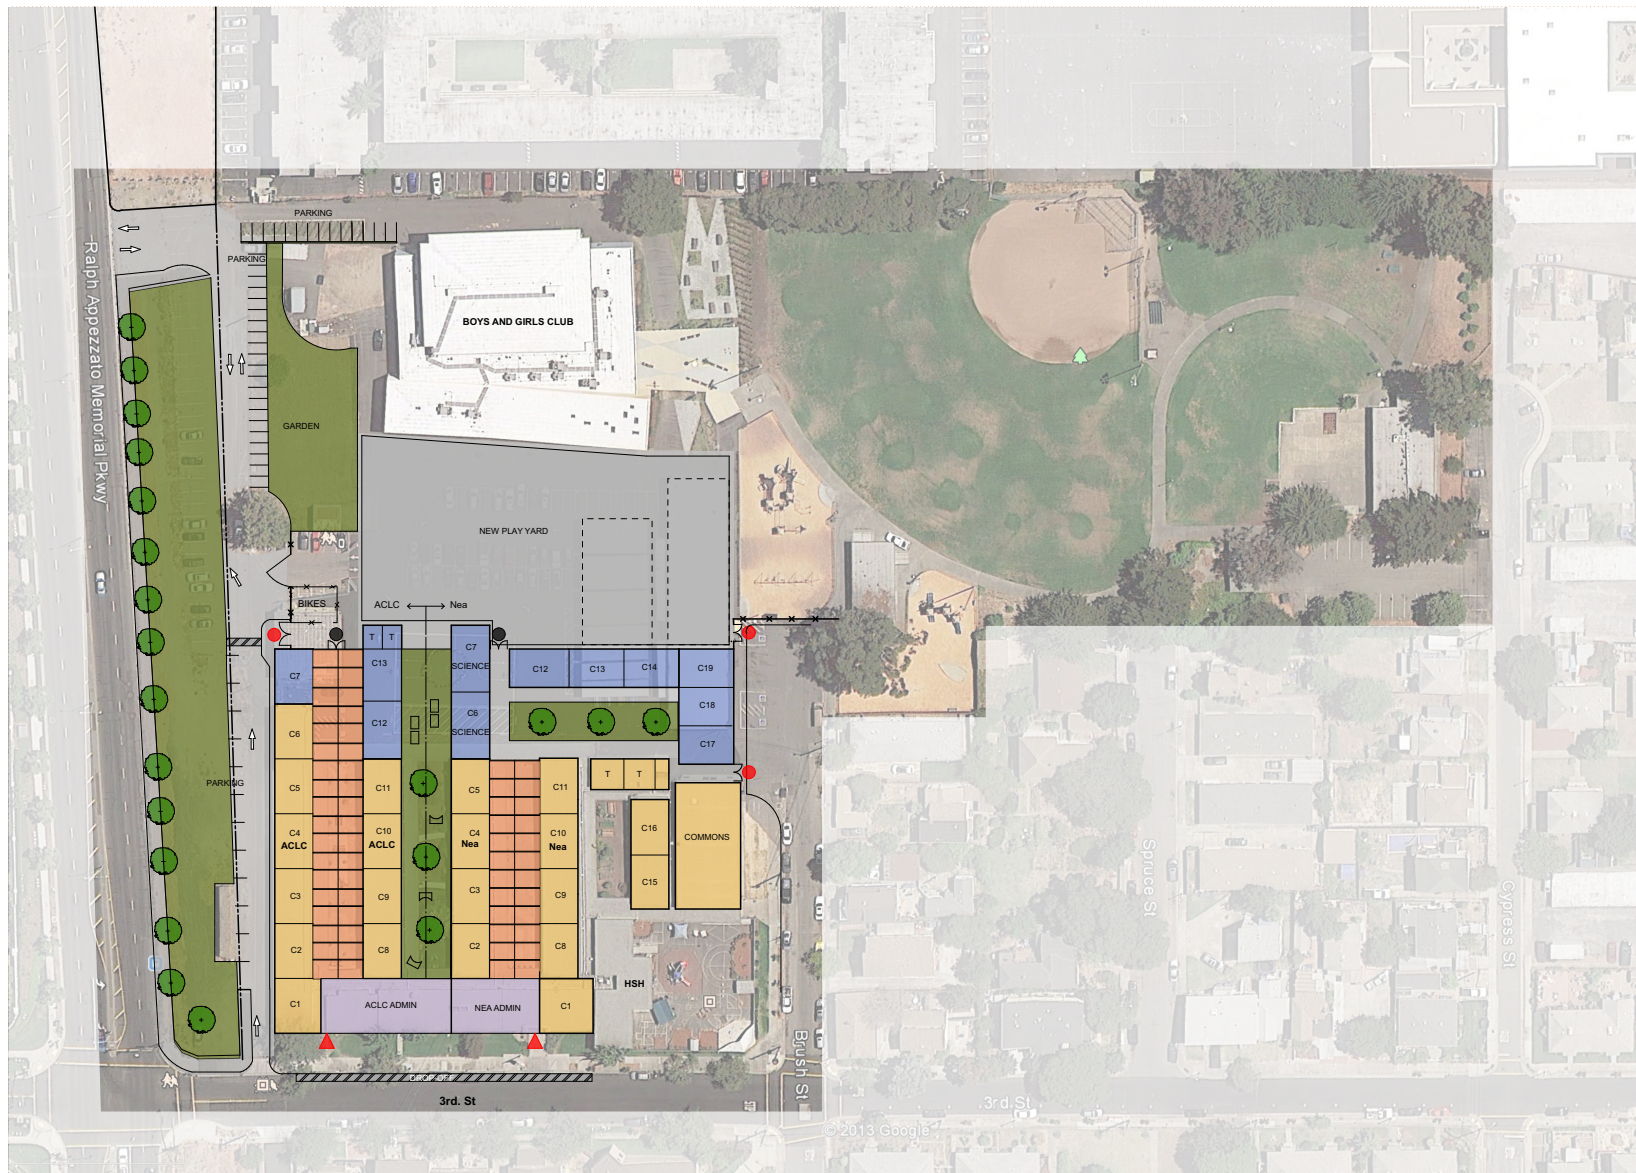 PARKING
PARKING
Ralph Appezzato Memorial Pkwy
BOYS AND GIRLS CLUB
GARDEN
NEW PLAY YARD
BIKES
ACLC
Nea
T
T
C13
C7
SCIENCE
C12
C13
C14
C19
C7
C12
C6
SCIENCE
C18
C17
C6
PARKING
C5
C11
C5
C11
T
T
C4
ACLC
C10
ACLC
C4
Nea
C10
Nea
C16
COMMONS
C3
C9
C3
C9
C15
C2
C8
C2
C8
HSH
C1
ACLC ADMIN
NEA ADMIN
C1
DROP-OFF
3rd. St
Brush St
Spruce St
Cypress St
3rd St
© 2013 Google